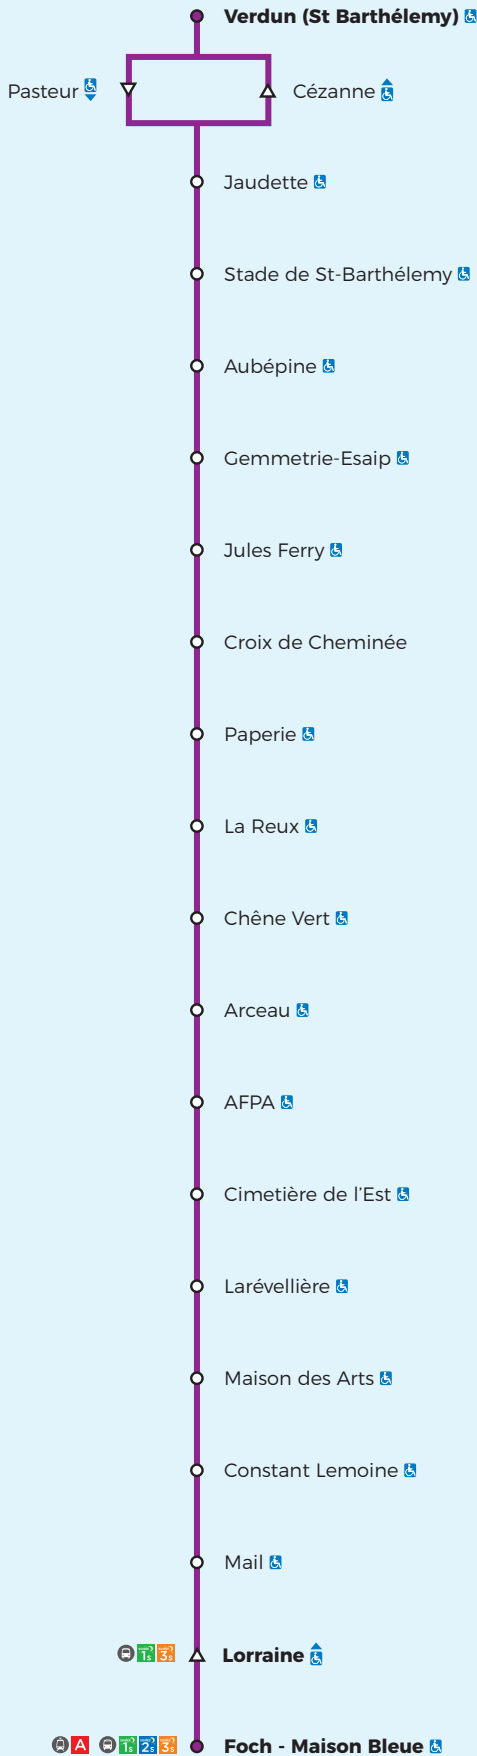 Verdun (St Barthélemy)
Pasteur
Cézanne
Jaudette
Stade de St-Barthélemy
Aubépine
Gemmetrie-Esaip
Jules Ferry
Croix de Cheminée
Paperie
La Reux
Chêne Vert
Arceau
AFPA
Cimetière de l'Est
Larévellière
Maison des Arts
Constant Lemoine
Mail
1s 3s Lorraine
A 1s 2s 3s Foch - Maison Bleue